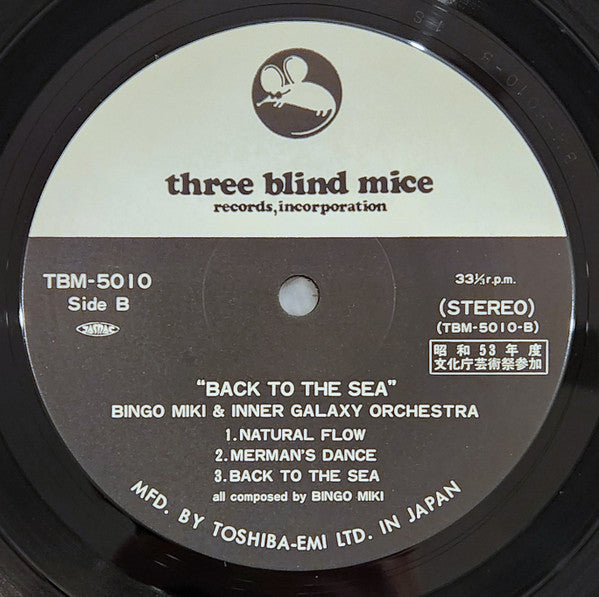 three blind mice
records, incorporation
TBM-5010
Side B
JASRAC
33⅓ r.p.m.
(STEREO)
(TBM-5010-B)
昭和53年度
文化庁芸術祭参加
"BACK TO THE SEA"
BINGO MIKI & INNER GALAXY ORCHESTRA
1. NATURAL FLOW
2. MERMAN'S DANCE
3. BACK TO THE SEA
all composed by BINGO MIKI
MFD. BY TOSHIBA-EMI LTD. IN JAPAN